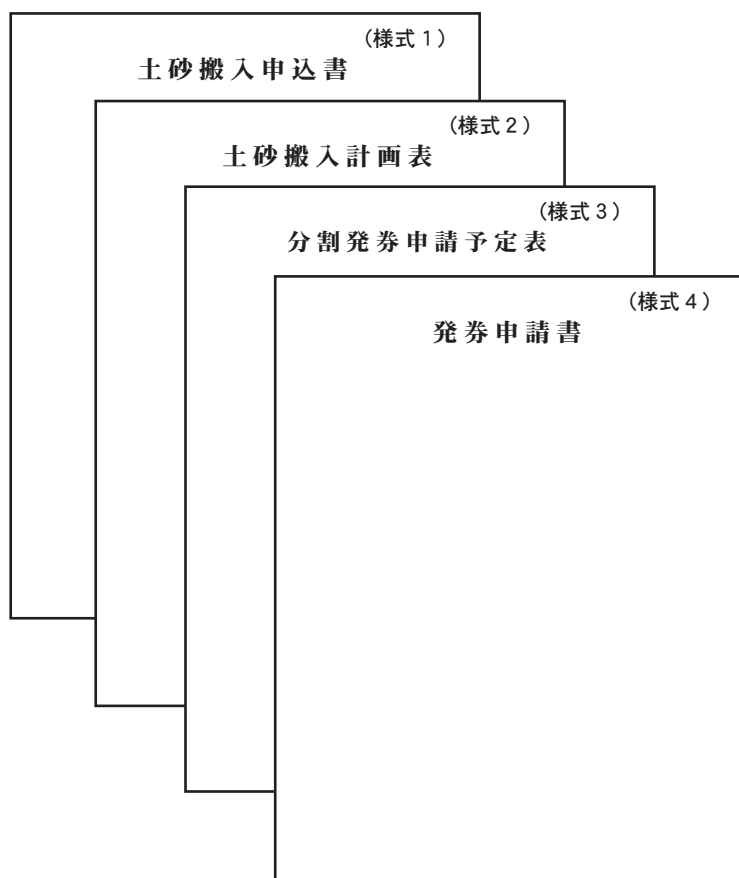 (様式1)
土砂搬入申込書
(様式2)
土砂搬入計画表
(様式3)
分割発券申請予定表
(様式4)
発券申請書